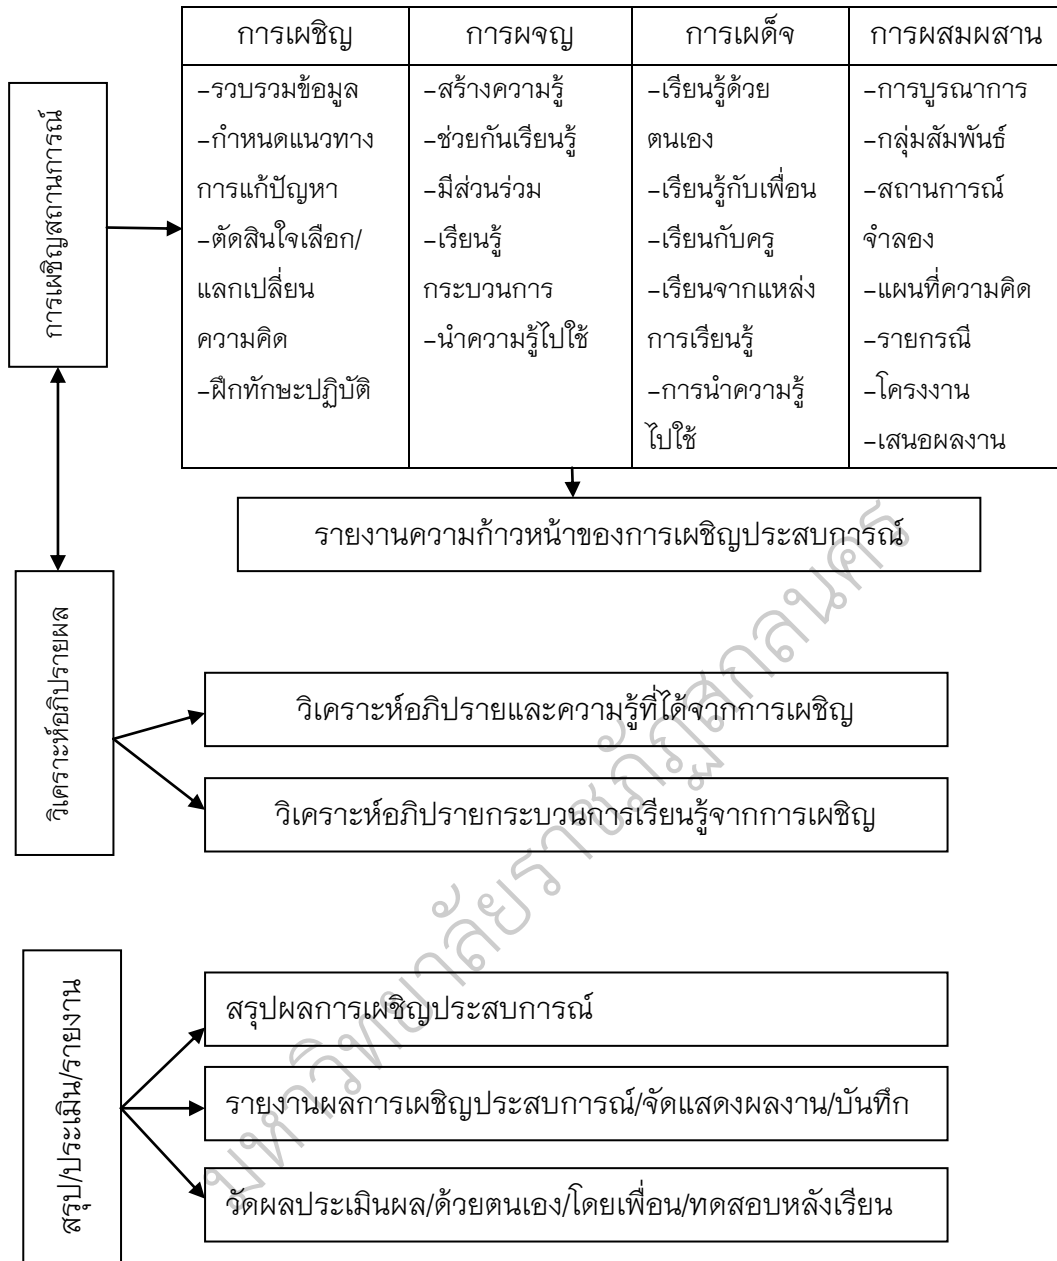 การเผชิญ
การผจญ
การเผด็จ
การผสมผสาน
การเผชิญสถานการณ์
–รวบรวมข้อมูล
–กำหนดแนวทาง
การแก้ปัญหา
–ตัดสินใจเลือก/
แลกเปลี่ยน
ความคิด
–ฝึกทักษะปฏิบัติ
–สร้างความรู้
–ช่วยกันเรียนรู้
–มีส่วนร่วม
–เรียนรู้
กระบวนการ
–นำความรู้ไปใช้
–เรียนรู้ด้วย
ตนเอง
–เรียนรู้กับเพื่อน
–เรียนกับครู
–เรียนจากแหล่ง
การเรียนรู้
–การนำความรู้
ไปใช้
–การบูรณาการ
–กลุ่มสัมพันธ์
–สถานการณ์
จำลอง
–แผนที่ความคิด
–รายกรณี
–โครงงาน
–เสนอผลงาน
รายงานความก้าวหน้าของการเผชิญประสบการณ์
วิเคราะห์อภิปรายผล
วิเคราะห์อภิปรายและความรู้ที่ได้จากการเผชิญ
วิเคราะห์อภิปรายกระบวนการเรียนรู้จากการเผชิญ
สรุป/ประเมิน/รายงาน
สรุปผลการเผชิญประสบการณ์
รายงานผลการเผชิญประสบการณ์/จัดแสดงผลงาน/บันทึก
วัดผลประเมินผล/ด้วยตนเอง/โดยเพื่อน/ทดสอบหลังเรียน
มหาวิทยาลัยราชภัฏสกลนคร